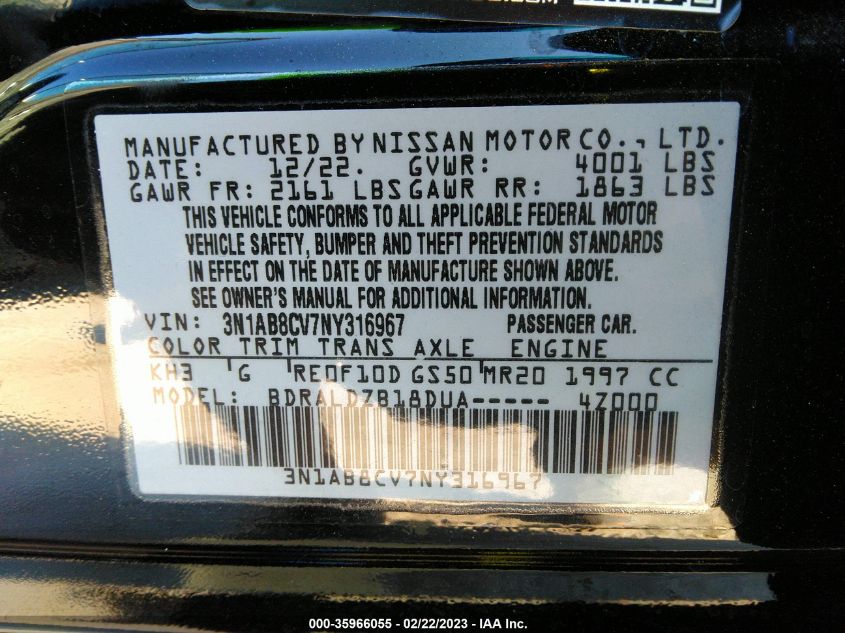 MANUFACTURED BY NISSAN MOTOR CO., LTD.
DATE: 12/22. GVWR: 4001 LBS
GAWR FR: 2161 LBS GAWR RR: 1863 LBS
THIS VEHICLE CONFORMS TO ALL APPLICABLE FEDERAL MOTOR
VEHICLE SAFETY, BUMPER AND THEFT PREVENTION STANDARDS
IN EFFECT ON THE DATE OF MANUFACTURE SHOWN ABOVE.
SEE OWNER'S MANUAL FOR ADDITIONAL INFORMATION.
VIN: 3N1AB8CV7NY316967 PASSENGER CAR.
COLOR TRIM TRANS AXLE ENGINE
KH3 G RE0F10D GS50 MR20 1997 CC
MODEL: BDRALDZB18DUA----- 4Z000
3N1AB8CV7NY316967
000-35966055 - 02/22/2023 - IAA Inc.